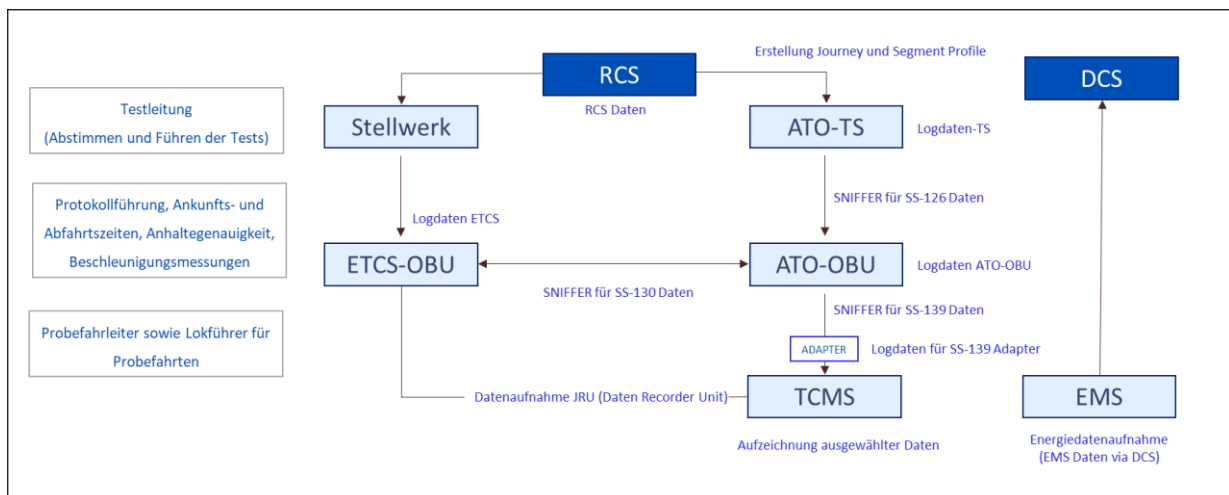 Erstellung Journey und Segment Profile
RCS
DCS
RCS Daten
Testleitung
(Abstimmen und Führen der Tests)
Stellwerk
ATO-TS
Logdaten-TS
Protokollführung, Ankunfts- und
Abfahrtszeiten, Anhaltegenauigkeit,
Beschleunigungsmessungen
SNIFFER für SS-126 Daten
Logdaten ETCS
ETCS-OBU
ATO-OBU
Logdaten ATO-OBU
SNIFFER für SS-130 Daten
SNIFFER für SS-139 Daten
Probefahrleiter sowie Lokführer für
Probefahrten
ADAPTER
Logdaten für SS-139 Adapter
Datenaufnahme JRU (Daten Recorder Unit)
TCMS
EMS
Aufzeichnung ausgewählter Daten
Energiedatenaufnahme
(EMS Daten via DCS)